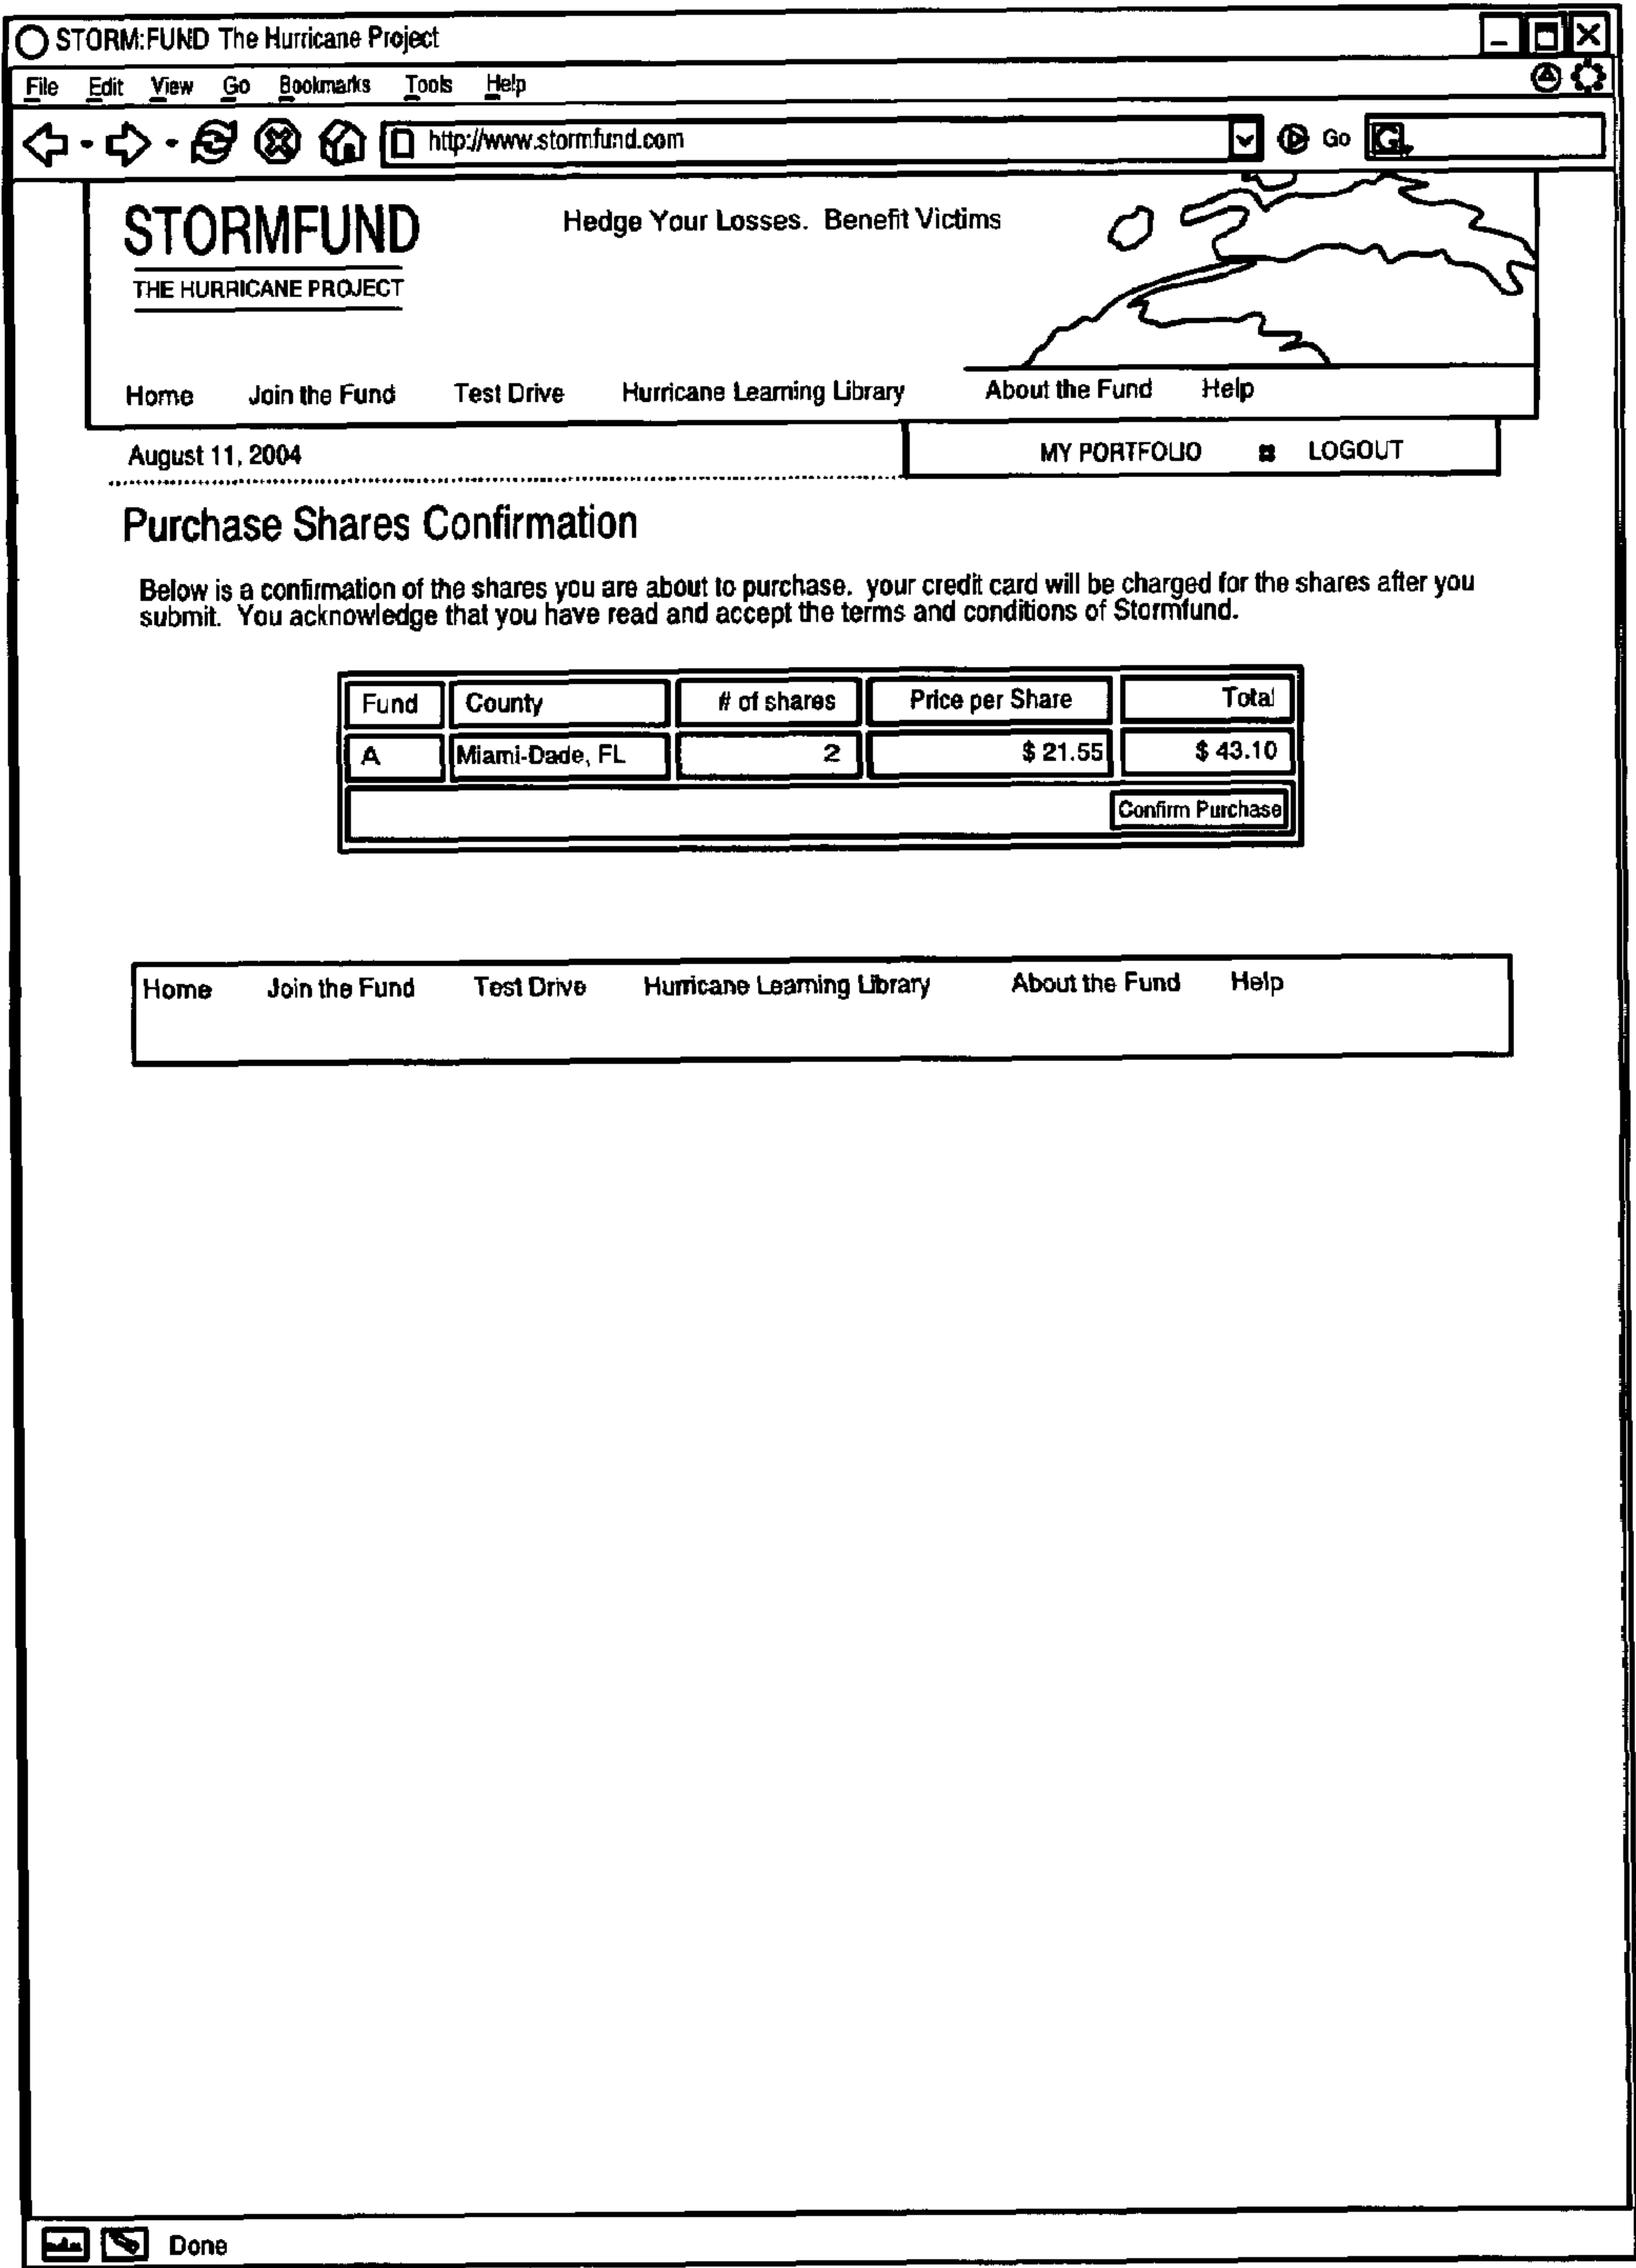 STORM:FUND The Hurricane Project
File Edit View Go Bookmarks Tools Help
http://www.stormfund.com Go G
STORMFUND
Hedge Your Losses. Benefit Victims
THE HURRICANE PROJECT
Home Join the Fund Test Drive Hurricane Learning Library About the Fund Help
August 11, 2004
MY PORTFOLIO LOGOUT
Purchase Shares Confirmation
Below is a confirmation of the shares you are about to purchase. your credit card will be charged for the shares after you
submit. You acknowledge that you have read and accept the terms and conditions of Stormfund.
Fund County # of shares Price per Share Total
A Miami-Dade, FL 2 $ 21.55 $ 43.10
Confirm Purchase
Home Join the Fund Test Drive Hurricane Learning Library About the Fund Help
Done